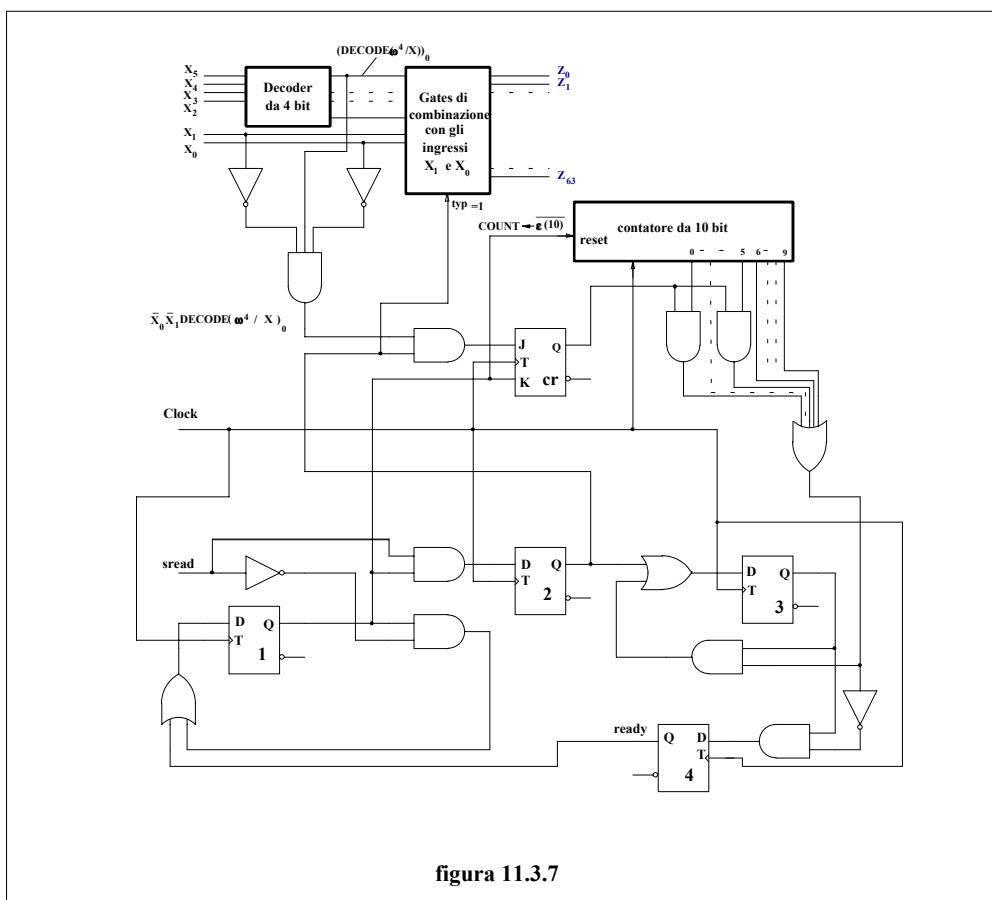 (DECODE(ω⁴/X))₀
X₅
X₄
X₃
X₂
X₁
X₀
Decoder
da 4 bit
Gates di
combinazione
con gli
ingressi
X₁ e X₀
Z₀
Z₁
Z₆₃
typ =1
COUNT ← ε(10)
contatore da 10 bit
reset
0 5 6 9
X̄₀X̄₁DECODE(ω⁴ / X)₀
J Q
T
K cr
Clock
sread
D Q
T
2
D Q
T
3
D Q
T
1
ready
Q D
T
4
figura 11.3.7